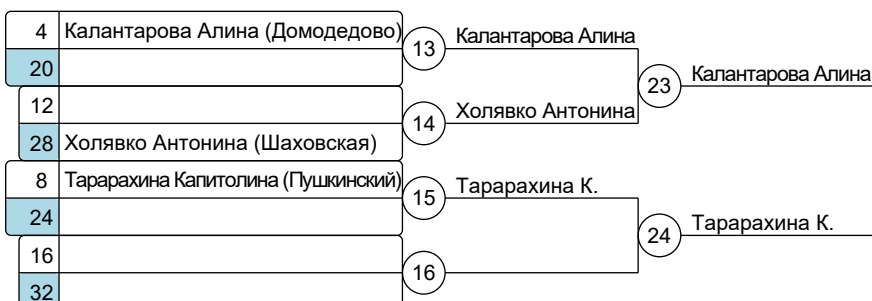 4 Калантарова Алина (Домодедово)
13 Калантарова Алина
20
23 Калантарова Алина
12
14 Холявко Антонина
28 Холявко Антонина (Шаховская)
8 Тарарахина Капитолина (Пушкинский)
15 Тарарахина К.
24
24 Тарарахина К.
16
16
32